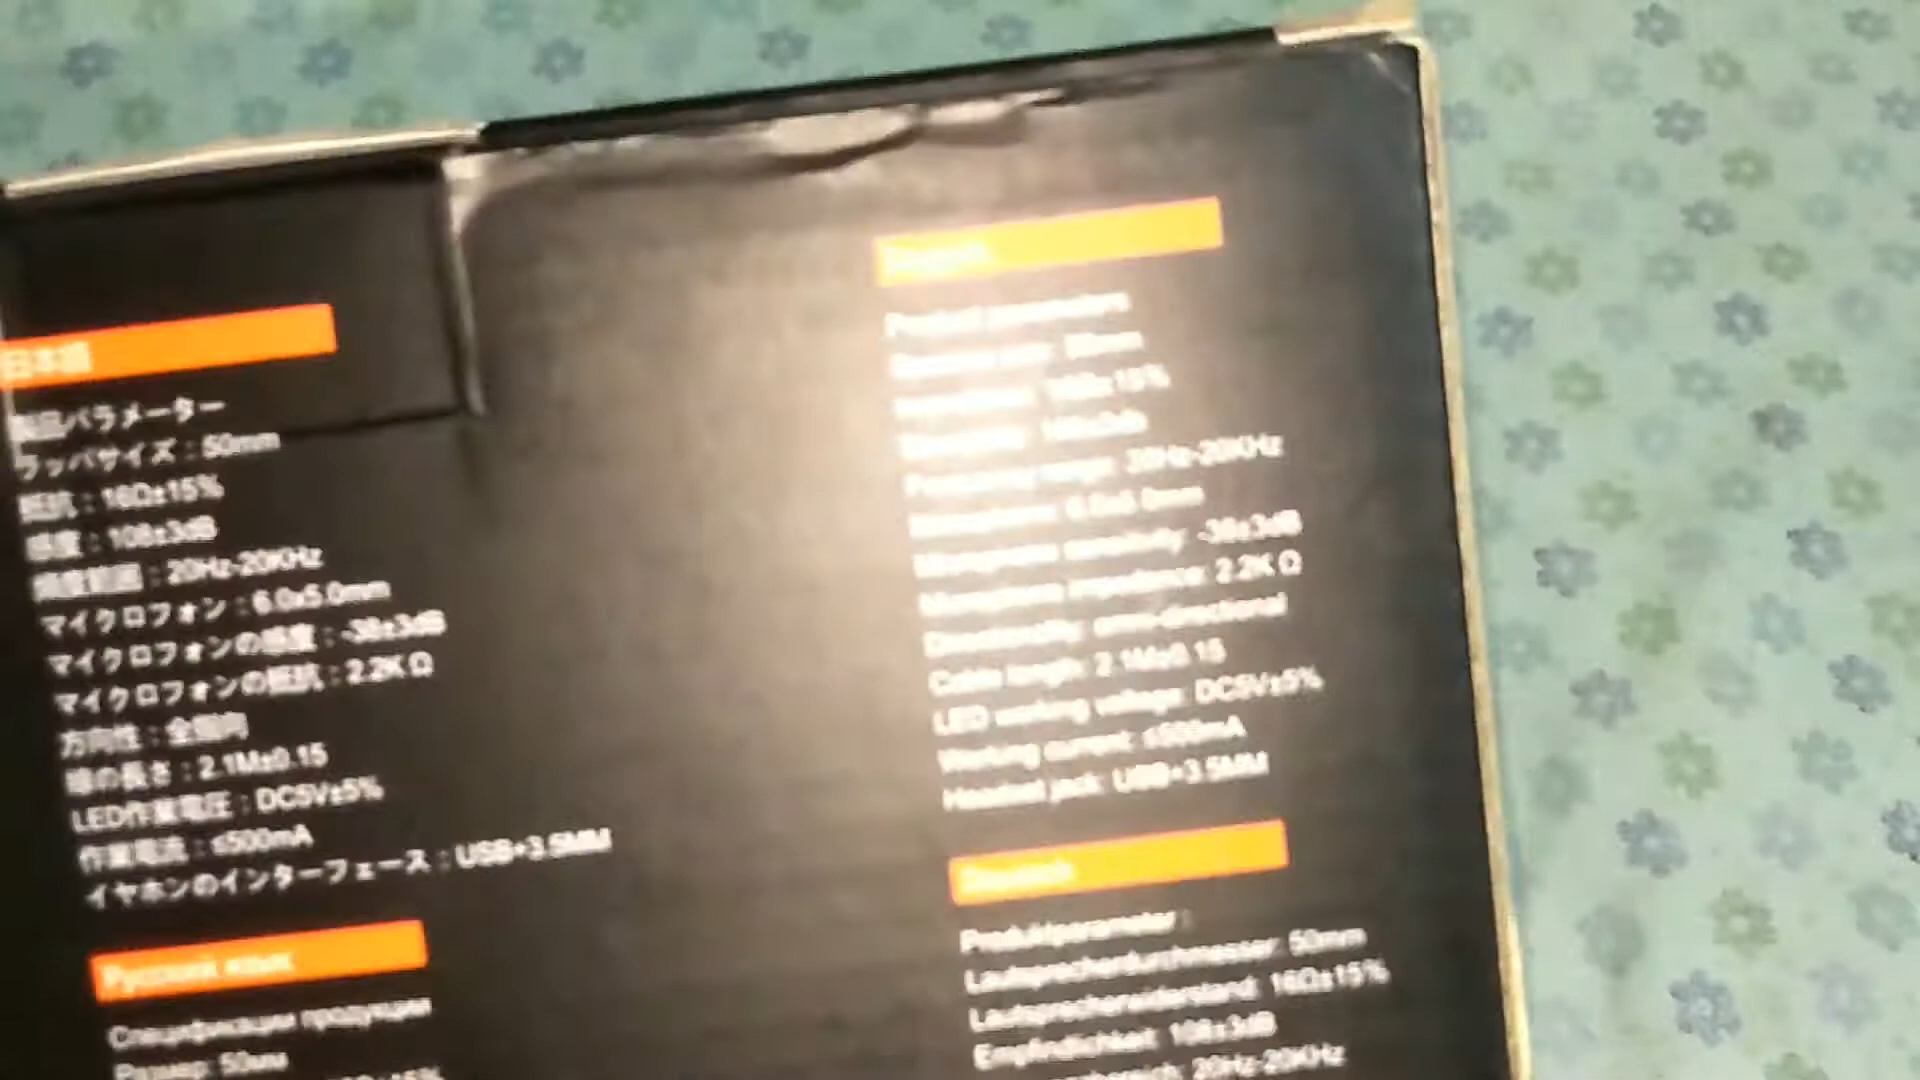 日本語
製品パラメーター
ラッパサイズ：50mm
抵抗：16Ω±15%
感度：108±3dB
周度範囲：20Hz-20KHz
マイクロフォン：6.0x5.0mm
マイクロフォンの感度：-38±3dB
マイクロフォンの抵抗：2.2K Ω
方向性：全指向
線の長さ：2.1M±0.15
LED作業電圧：DC5V±5%
作業電流：≤500mA
イヤホンのインターフェース：USB+3.5MM
Русский язык
Спецификации продукции
Размер: 50мм
±15%
English
Product parameters
50mm
Impedance: 16Ω±15%
Sensitivity: 108±3dB
Frequency range: 20Hz-20KHz
Microphone: 6.0x5.0mm
Microphone sensitivity: -38±3dB
Microphone impedance: 2.2K Ω
Directionality: omni-directional
Cable length: 2.1M±0.15
LED working voltage: DC5V±5%
Working current: ≤500mA
Headset jack: USB+3.5MM
Deutsch
Produktparameter :
Lautsprecherdurchmesser: 50mm
Lautsprecherwiderstand: 16Ω±15%
Empfindlichkeit: 108±3dB
20Hz-20KHz